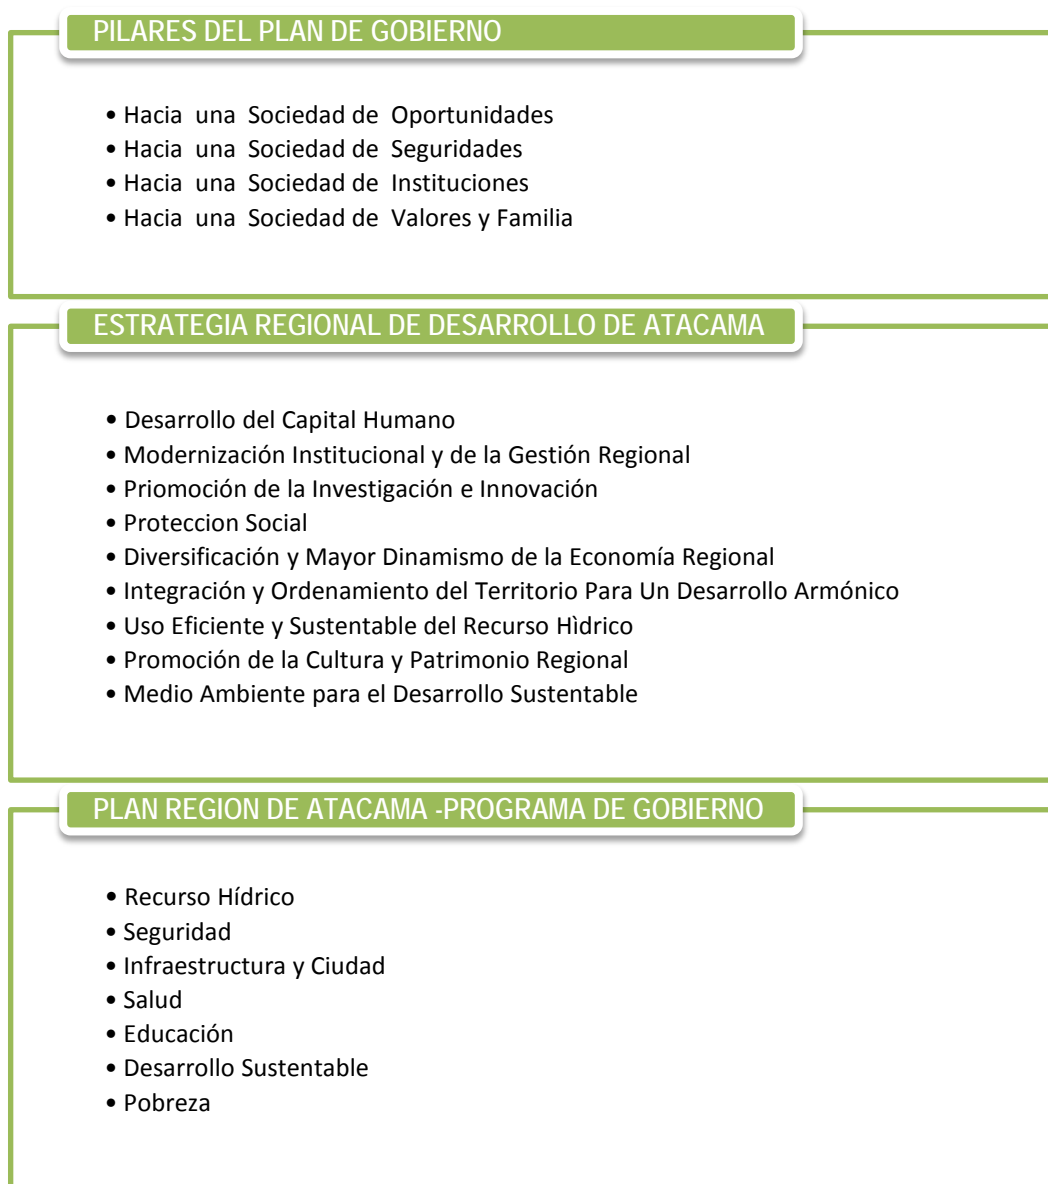 PILARES DEL PLAN DE GOBIERNO
• Hacia una Sociedad de Oportunidades
• Hacia una Sociedad de Seguridades
• Hacia una Sociedad de Instituciones
• Hacia una Sociedad de Valores y Familia
ESTRATEGIA REGIONAL DE DESARROLLO DE ATACAMA
• Desarrollo del Capital Humano
• Modernización Institucional y de la Gestión Regional
• Priomoción de la Investigación e Innovación
• Proteccion Social
• Diversificación y Mayor Dinamismo de la Economía Regional
• Integración y Ordenamiento del Territorio Para Un Desarrollo Armónico
• Uso Eficiente y Sustentable del Recurso Hìdrico
• Promoción de la Cultura y Patrimonio Regional
• Medio Ambiente para el Desarrollo Sustentable
PLAN REGION DE ATACAMA -PROGRAMA DE GOBIERNO
• Recurso Hídrico
• Seguridad
• Infraestructura y Ciudad
• Salud
• Educación
• Desarrollo Sustentable
• Pobreza